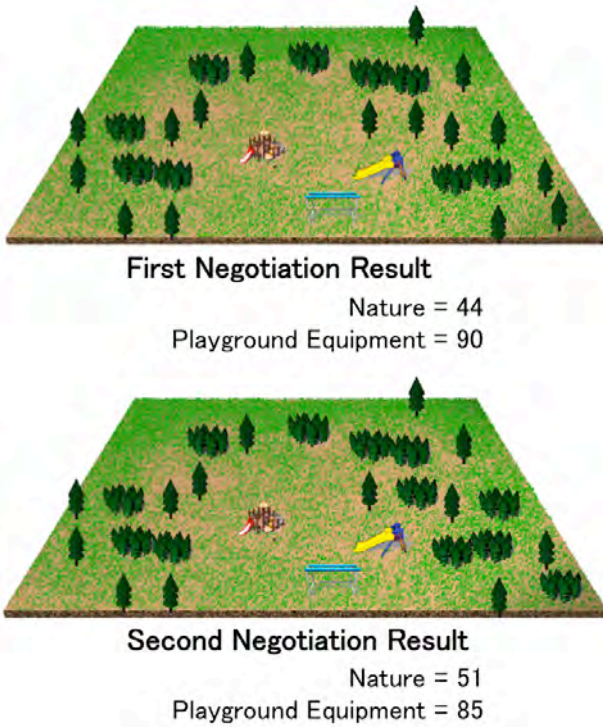 First Negotiation Result
Nature = 44
Playground Equipment = 90
Second Negotiation Result
Nature = 51
Playground Equipment = 85